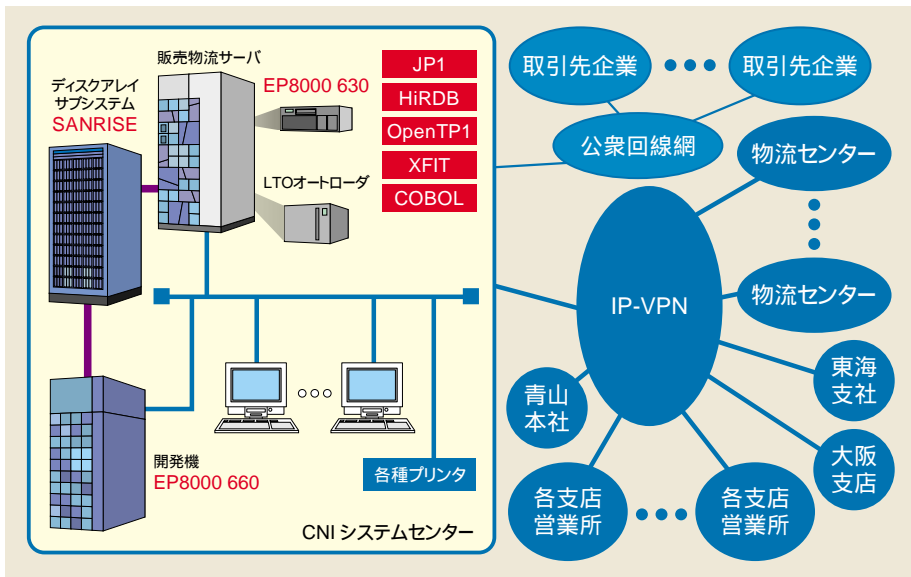 販売物流サーバ
EP8000 630
ディスクアレイ
サブシステム
SANRISE
LTOオートローダ
JP1
HiRDB
OpenTP1
XFIT
COBOL
開発機
EP8000 660
各種プリンタ
CNI システムセンター
取引先企業
取引先企業
公衆回線網
物流センター
物流センター
IP-VPN
東海
支社
青山
本社
大阪
支店
各支店
営業所
各支店
営業所